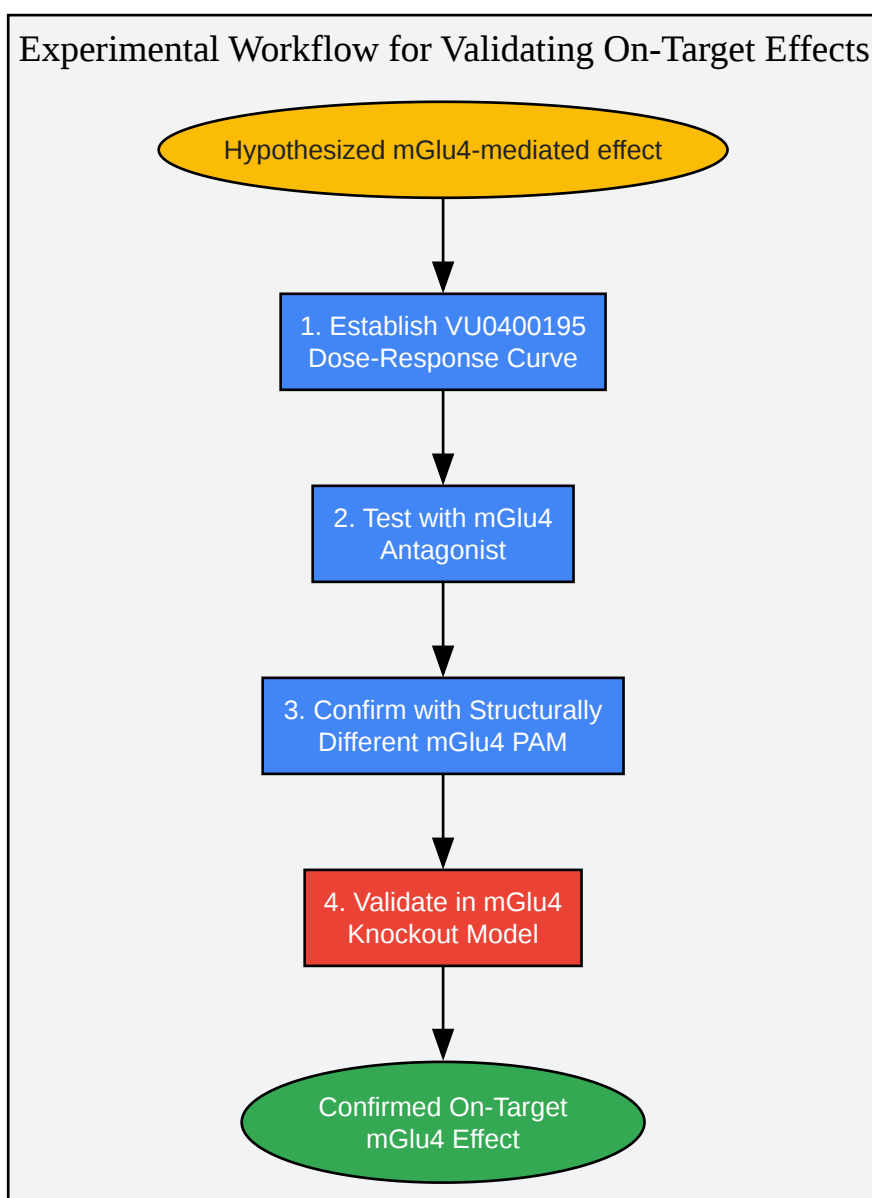 Experimental Workflow for Validating On-Target Effects
Hypothesized mGlu4-mediated effect
1. Establish VU0400195
Dose-Response Curve
2. Test with mGlu4
Antagonist
3. Confirm with Structurally
Different mGlu4 PAM
4. Validate in mGlu4
Knockout Model
Confirmed On-Target
mGlu4 Effect